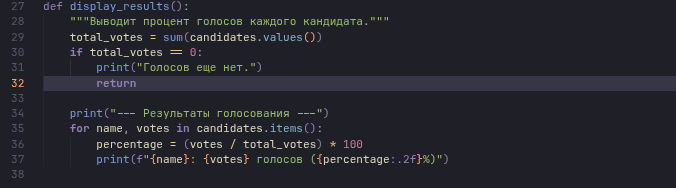 27 def display_results():
28     """Выводит процент голосов каждого кандидата."""
29     total_votes = sum(candidates.values())
30     if total_votes == 0:
31         print("Голосов еще нет.")
32         return
33
34     print("--- Результаты голосования ---")
35     for name, votes in candidates.items():
36         percentage = (votes / total_votes) * 100
37         print(f"{name}: {votes} голосов ({percentage:.2f}%)")
38